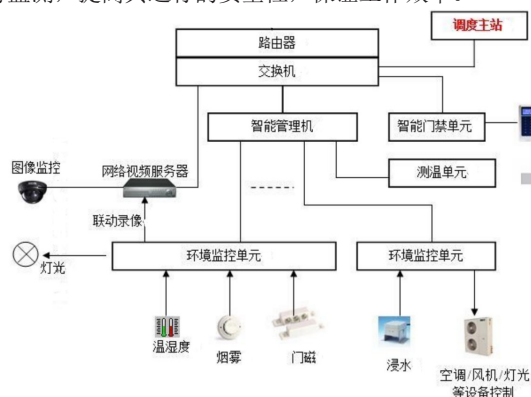 调度主站
路由器
交换机
智能管理机
智能门禁单元
图像监控
网络视频服务器
测温单元
联动录像
灯光
环境监控单元
环境监控单元
温湿度
烟雾
门磁
浸水
空调/风机/灯光
等设备控制